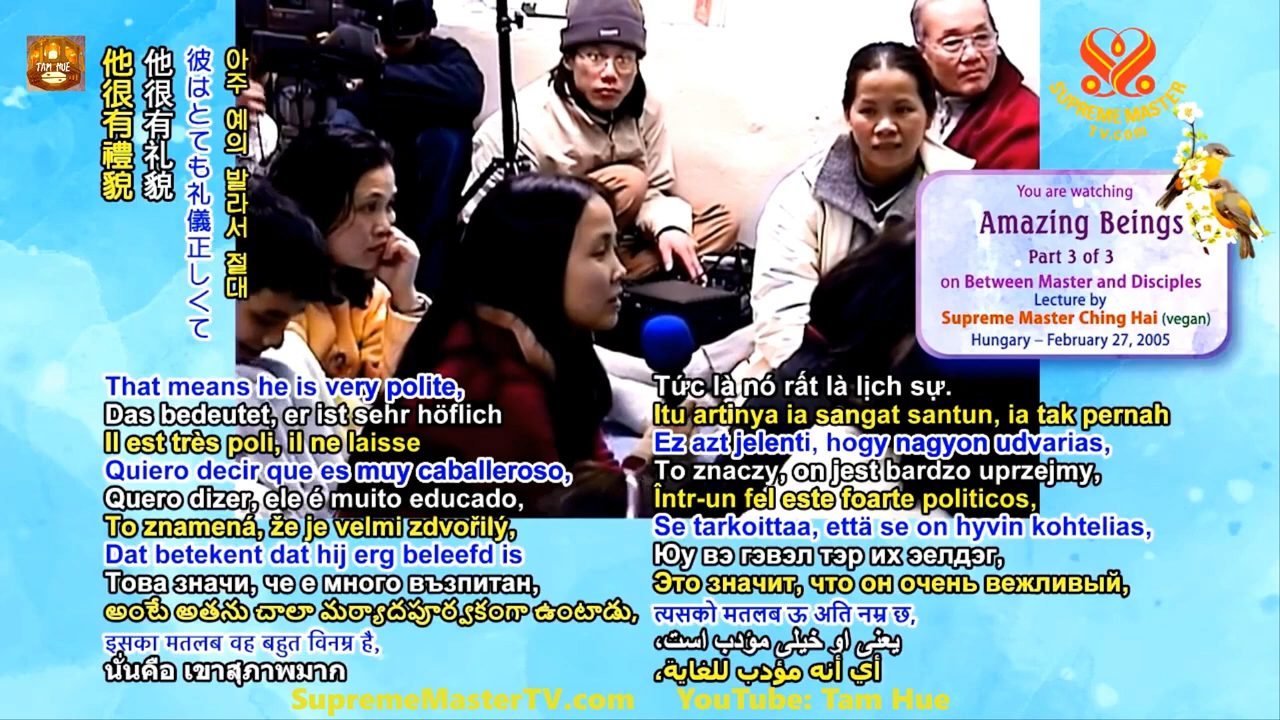 TAM HUE
他很有禮貌
他很有礼貌
彼はとても礼儀正しくて
아주 예의 발라서 절대
SUPREME MASTER
TV.com
You are watching
Amazing Beings
Part 3 of 3
on Between Master and Disciples
Lecture by
Supreme Master Ching Hai (vegan)
Hungary – February 27, 2005
That means he is very polite,
Das bedeutet, er ist sehr höflich
Il est très poli, il ne laisse
Quiero decir que es muy caballeroso,
Quero dizer, ele é muito educado,
To znamená, že je velmi zdvořilý,
Dat betekent dat hij erg beleefd is
Това значи, че е много възпитан,
అంటే అతను చాలా మర్యాదపూర్వకంగా ఉంటాడు,
इसका मतलब वह बहुत विनम्र है,
นั่นคือ เขาสุภาพมาก
Tức là nó rất là lịch sự.
Itu artinya ia sangat santun, ia tak pernah
Ez azt jelenti, hogy nagyon udvarias,
To znaczy, on jest bardzo uprzejmy,
Într-un fel este foarte politicos,
Se tarkoittaa, että se on hyvin kohtelias,
Юу вэ гэвэл тэр их эелдэг,
Это значит, что он очень вежливый,
त्यसको मतलब ऊ अति नम्र छ,
یعنی او خیلی مؤدب است،
أي أنه مؤدب للغاية،
SupremeMasterTV.com YouTube: Tam Hue